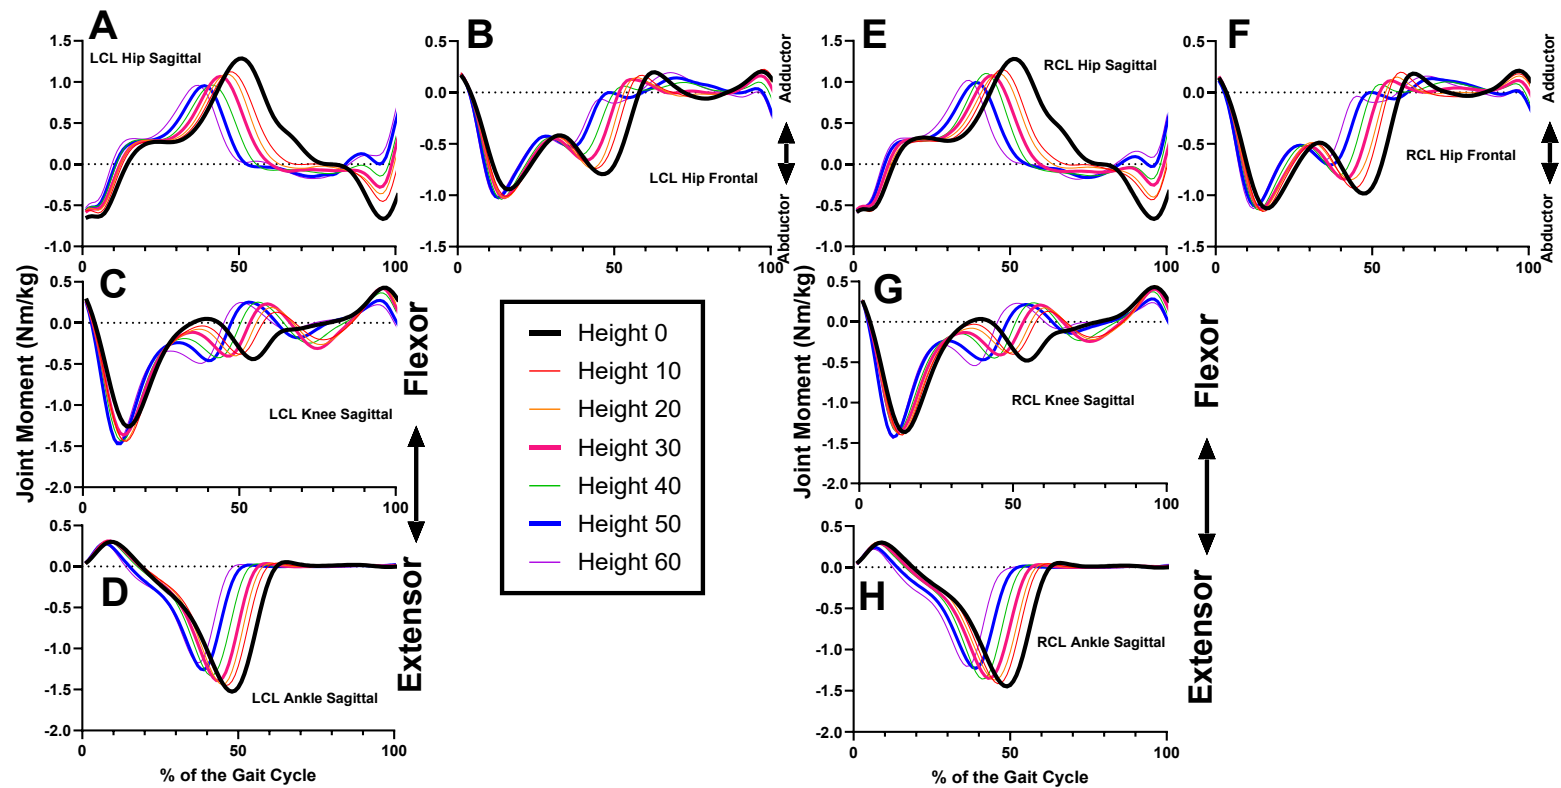 A
LCL Hip Sagittal
1.5
1.0
0.5
0.0
-0.5
-1.0
0
50
100
B
LCL Hip Frontal
0.5
0.0
-0.5
-1.0
-1.5
0
50
100
Adductor
Abductor
E
RCL Hip Sagittal
1.5
1.0
0.5
0.0
-0.5
-1.0
0
50
100
F
RCL Hip Frontal
0.5
0.0
-0.5
-1.0
-1.5
0
50
100
Adductor
Abductor
C
LCL Knee Sagittal
Joint Moment (Nm/kg)
0.5
0.0
-0.5
-1.0
-1.5
-2.0
0
50
100
Flexor
Extensor
Height 0
Height 10
Height 20
Height 30
Height 40
Height 50
Height 60
G
RCL Knee Sagittal
Joint Moment (Nm/kg)
0.5
0.0
-0.5
-1.0
-1.5
-2.0
0
50
100
Flexor
Extensor
D
LCL Ankle Sagittal
0.5
0.0
-0.5
-1.0
-1.5
-2.0
0
50
100
% of the Gait Cycle
H
RCL Ankle Sagittal
0.5
0.0
-0.5
-1.0
-1.5
-2.0
0
50
100
% of the Gait Cycle